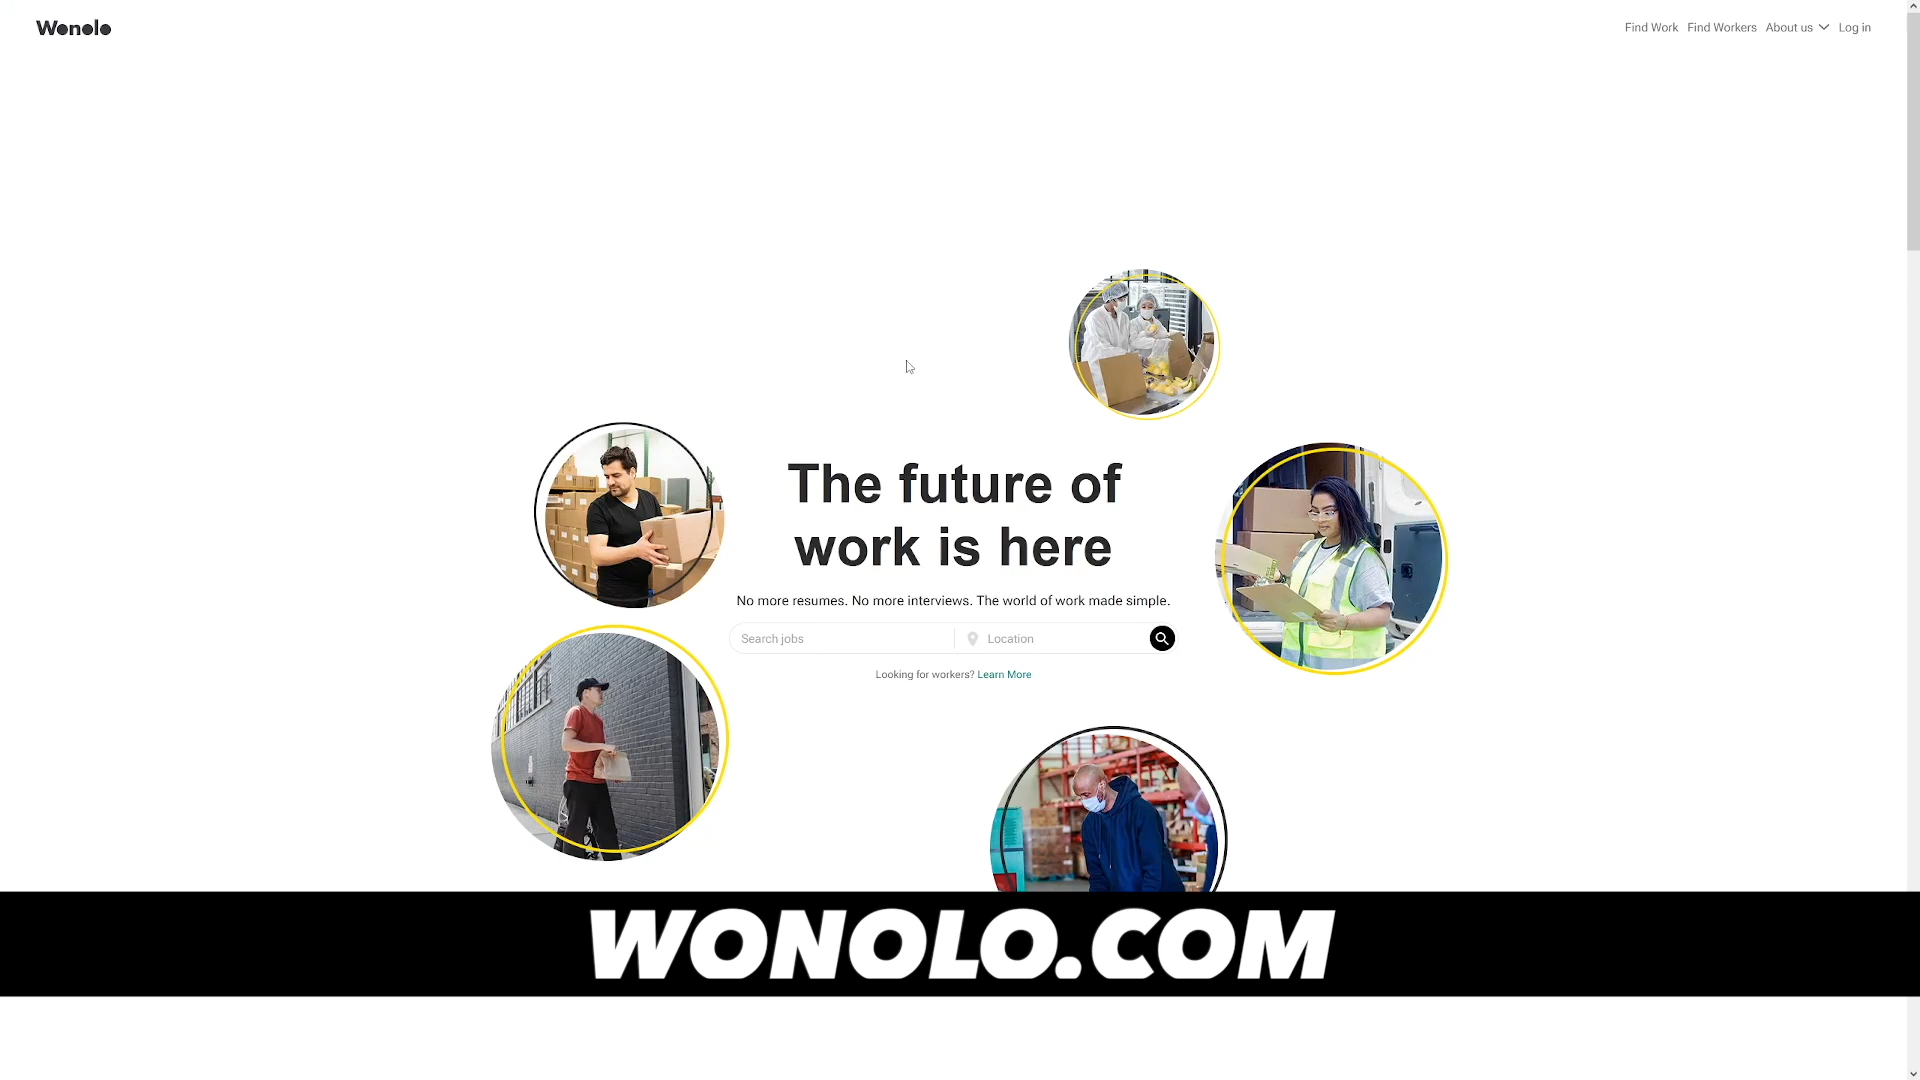 Wonolo
Find Work Find Workers About us Log in
The future of
work is here
No more resumes. No more interviews. The world of work made simple.
Search jobs Location
Looking for workers? Learn More
WONOLO.COM